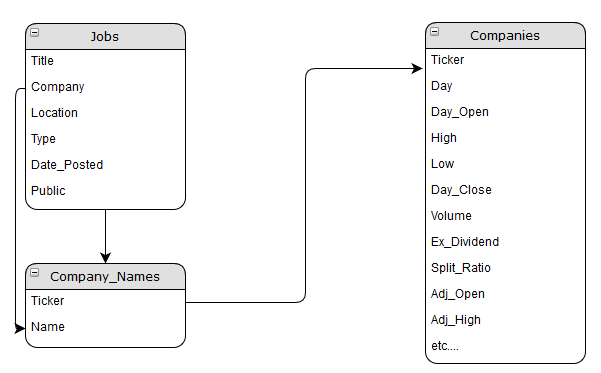 Jobs
Title
Company
Location
Type
Date_Posted
Public
Company_Names
Ticker
Name
Companies
Ticker
Day
Day_Open
High
Low
Day_Close
Volume
Ex_Dividend
Split_Ratio
Adj_Open
Adj_High
etc....